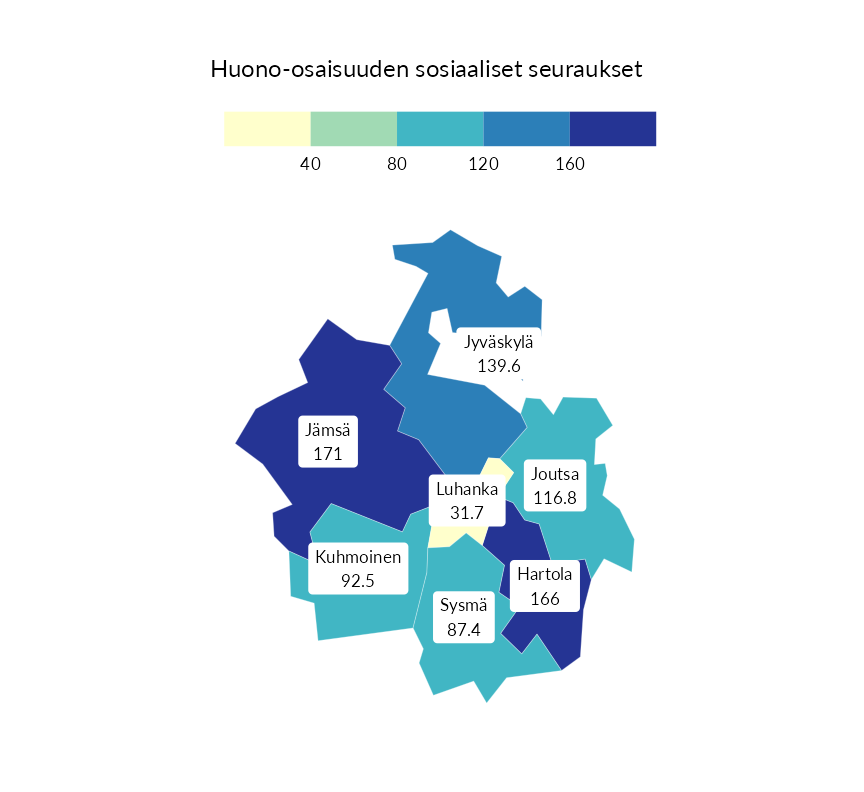 Huono-osaisuuden sosiaaliset seuraukset
40 80 120 160
Jyväskylä
139.6
Jämsä
171
Joutsa
116.8
Luhanka
31.7
Kuhmoinen
92.5
Hartola
166
Sysmä
87.4